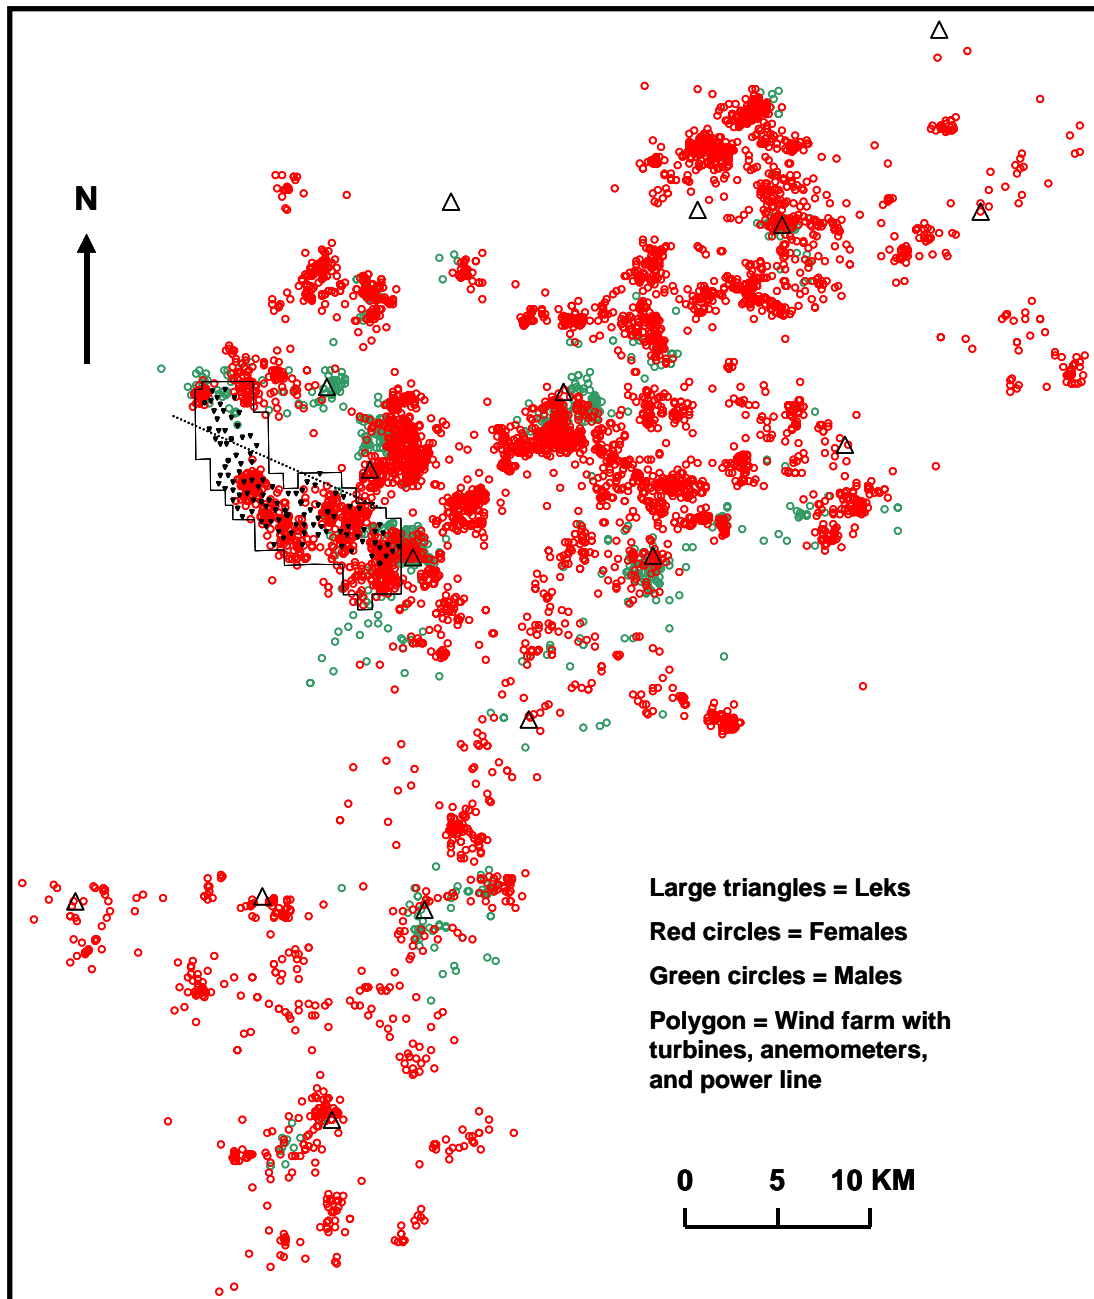 N
Large triangles = Leks
Red circles = Females
Green circles = Males
Polygon = Wind farm with
turbines, anemometers,
and power line
0 5 10 KM